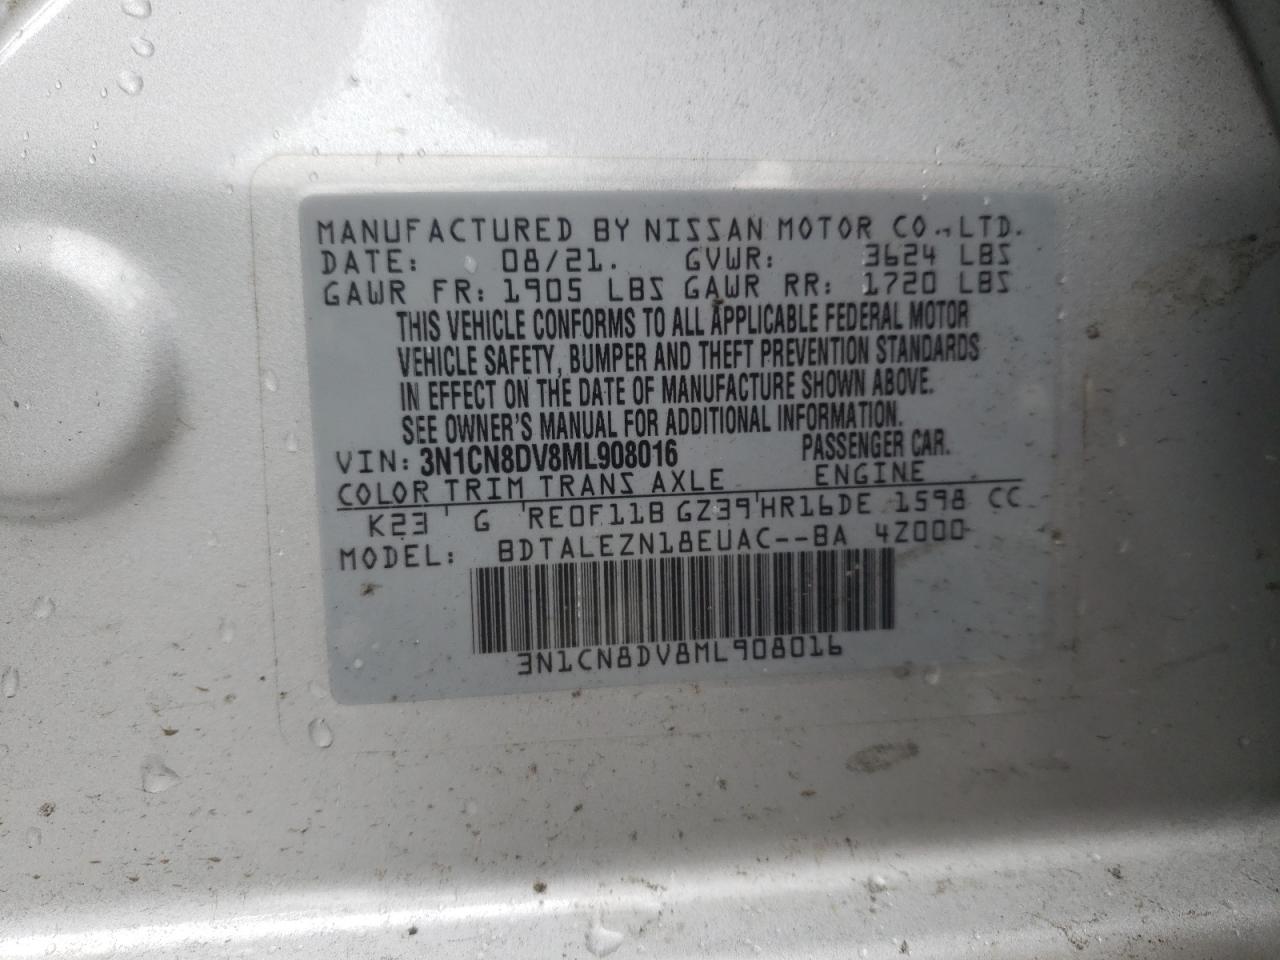 MANUFACTURED BY NISSAN MOTOR CO., LTD.
DATE: 08/21. GVWR: 3624 LBS
GAWR FR: 1905 LBS GAWR RR: 1720 LBS
THIS VEHICLE CONFORMS TO ALL APPLICABLE FEDERAL MOTOR
VEHICLE SAFETY, BUMPER AND THEFT PREVENTION STANDARDS
IN EFFECT ON THE DATE OF MANUFACTURE SHOWN ABOVE.
SEE OWNER'S MANUAL FOR ADDITIONAL INFORMATION.
VIN: 3N1CN8DV8ML908016 PASSENGER CAR.
COLOR TRIM TRANS AXLE ENGINE
K23 G RE0F11B GZ39 HR16DE 1598 CC
MODEL: BDTALEZN18EUAC--BA 4Z000
3N1CN8DV8ML908016